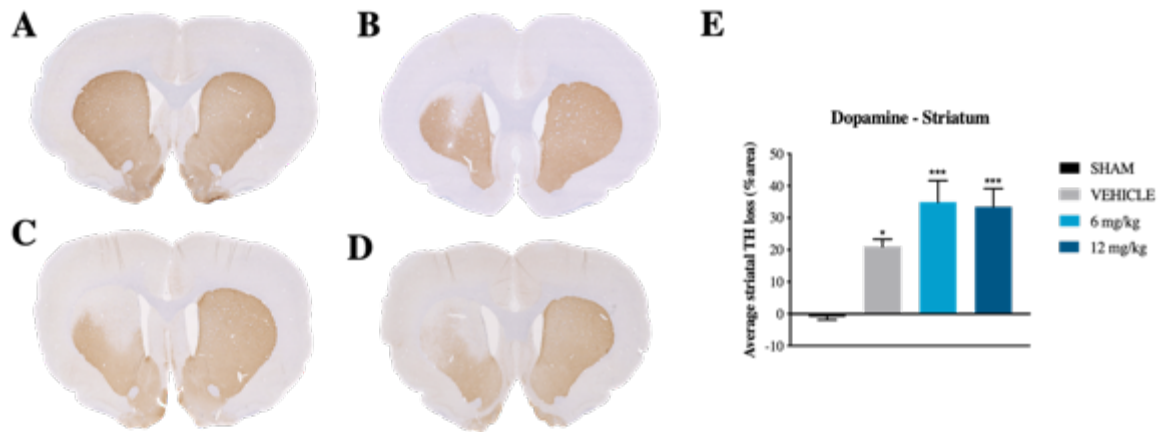 A
B
E
Dopamine - Striatum
Average striatal TH loss (%area)
50
40
30
20
10
0
-10
*
***
***
SHAM
VEHICLE
6 mg/kg
12 mg/kg
C
D